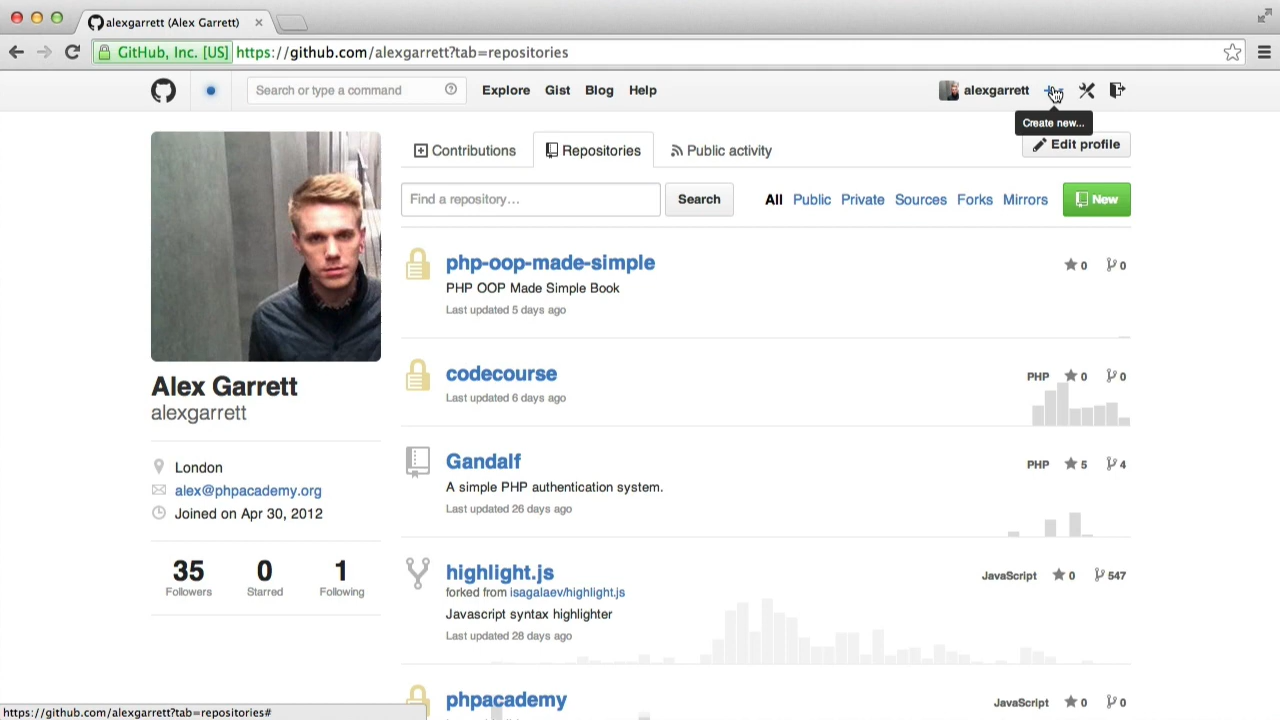 alexgarrett (Alex Garrett)
GitHub, Inc. [US] https://github.com/alexgarrett?tab=repositories
Search or type a command
Explore Gist Blog Help
alexgarrett
Create new...
Edit profile
Contributions Repositories Public activity
Find a repository...
Search
All Public Private Sources Forks Mirrors
New
php-oop-made-simple
0 0
PHP OOP Made Simple Book
Last updated 5 days ago
codecourse
PHP 0 0
Last updated 6 days ago
Gandalf
PHP 5 4
A simple PHP authentication system.
Last updated 26 days ago
highlight.js
JavaScript 0 547
forked from isagalaev/highlight.js
Javascript syntax highlighter
Last updated 28 days ago
phpacademy
JavaScript 0 0
Alex Garrett
alexgarrett
London
alex@phpacademy.org
Joined on Apr 30, 2012
35 0 1
Followers Starred Following
https://github.com/alexgarrett?tab=repositories#